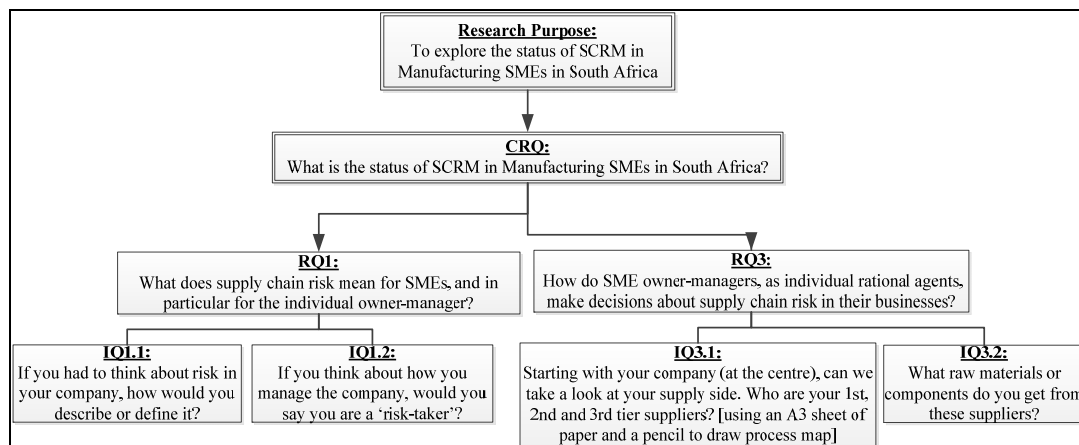 Research Purpose:
To explore the status of SCRM in
Manufacturing SMEs in South Africa
CRQ:
What is the status of SCRM in Manufacturing SMEs in South Africa?
RQ1:
What does supply chain risk mean for SMEs, and in
particular for the individual owner-manager?
RQ3:
How do SME owner-managers, as individual rational agents,
make decisions about supply chain risk in their businesses?
IQ1.1:
If you had to think about risk in
your company, how would you
describe or define it?
IQ1.2:
If you think about how you
manage the company, would you
say you are a ‘risk-taker’?
IQ3.1:
Starting with your company (at the centre), can we
take a look at your supply side. Who are your 1st,
2nd and 3rd tier suppliers? [using an A3 sheet of
paper and a pencil to draw process map]
IQ3.2:
What raw materials or
components do you get from
these suppliers?